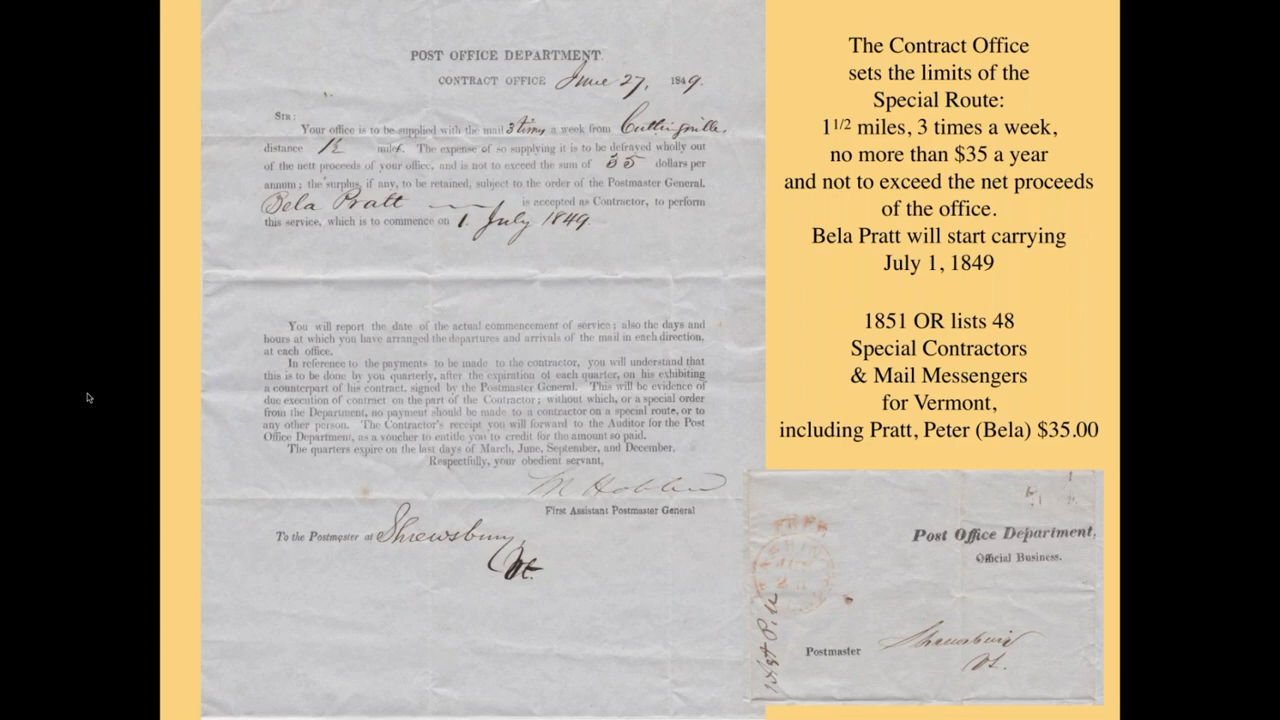 POST OFFICE DEPARTMENT.
CONTRACT OFFICE June 27, 1849.
SIR:
Your office is to be supplied with the mail 3 times a week from Cuttingsville,
distance 1½ miles. The expense of so supplying it is to be defrayed wholly out
of the nett proceeds of your office, and is not to exceed the sum of 35 dollars per
annum; the surplus, if any, to be retained, subject to the order of the Postmaster General.
Bela Pratt is accepted as Contractor, to perform
this service, which is to commence on 1. July 1849.
You will report the date of the actual commencement of service; also the days and
hours at which you have arranged the departures and arrivals of the mail in each direction,
at each office.
In reference to the payments to be made to the contractor, you will understand that
this is to be done by you quarterly, after the expiration of each quarter, on his exhibiting
a counterpart of his contract, signed by the Postmaster General. This will be evidence of
due execution of contract on the part of the Contractor; without which, or a special order
from the Department, no payment should be made to a contractor on a special route, or to
any other person. The Contractor's receipt you will forward to the Auditor for the Post
Office Department, as a voucher to entitle you to credit for the amount so paid.
The quarters expire on the last days of March, June, September, and December.
Respectfully, your obedient servant,
First Assistant Postmaster General
To the Postmaster at Shrewsbury
Vt.
The Contract Office
sets the limits of the
Special Route:
1 1/2 miles, 3 times a week,
no more than $35 a year
and not to exceed the net proceeds
of the office.
Bela Pratt will start carrying
July 1, 1849
1851 OR lists 48
Special Contractors
& Mail Messengers
for Vermont,
including Pratt, Peter (Bela) $35.00
FREE
Post Office Department,
Official Business.
Postmaster Shrewsbury
Vt.